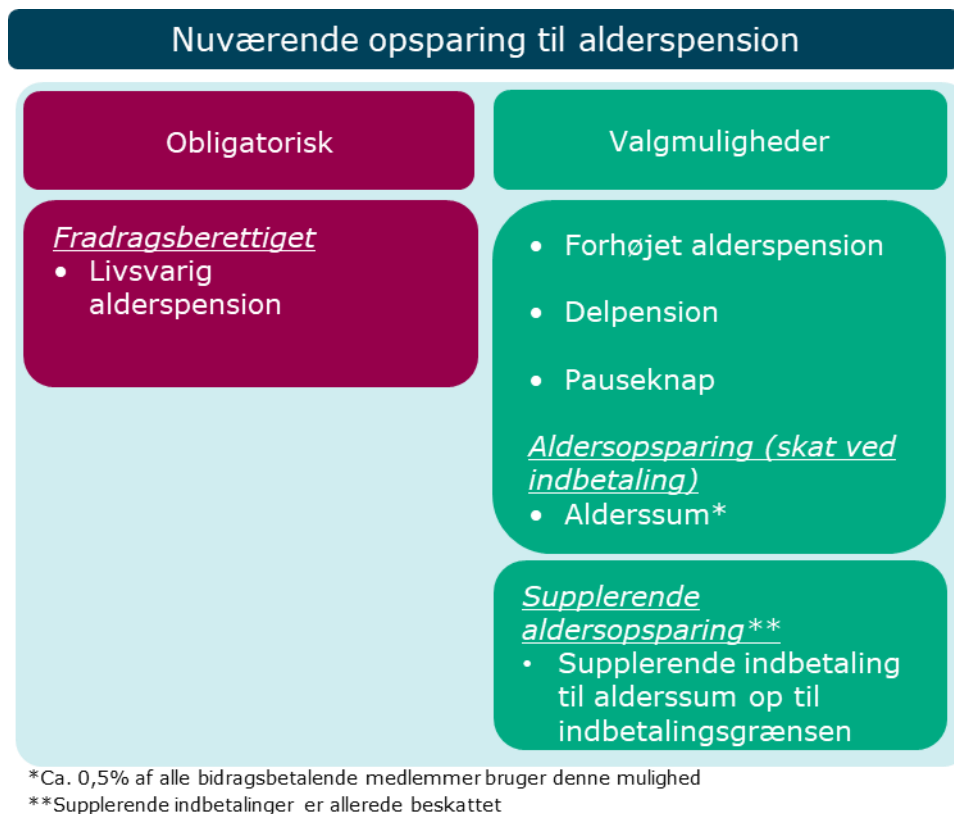 Nuværende opsparing til alderspension
Obligatorisk
Fradragsberettiget
• Livsvarig
alderspension
Valgmuligheder
• Forhøjet alderspension
• Delpension
• Pauseknap
Aldersopsparing (skat ved
indbetaling)
• Alderssum*
Supplerende
aldersopsparing**
• Supplerende indbetaling
til alderssum op til
indbetalingsgrænsen
*Ca. 0,5% af alle bidragsbetalende medlemmer bruger denne mulighed
**Supplerende indbetalinger er allerede beskattet